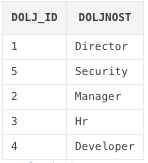 DOLJ_ID DOLJNOST
1 Director
5 Security
2 Manager
3 Hr
4 Developer